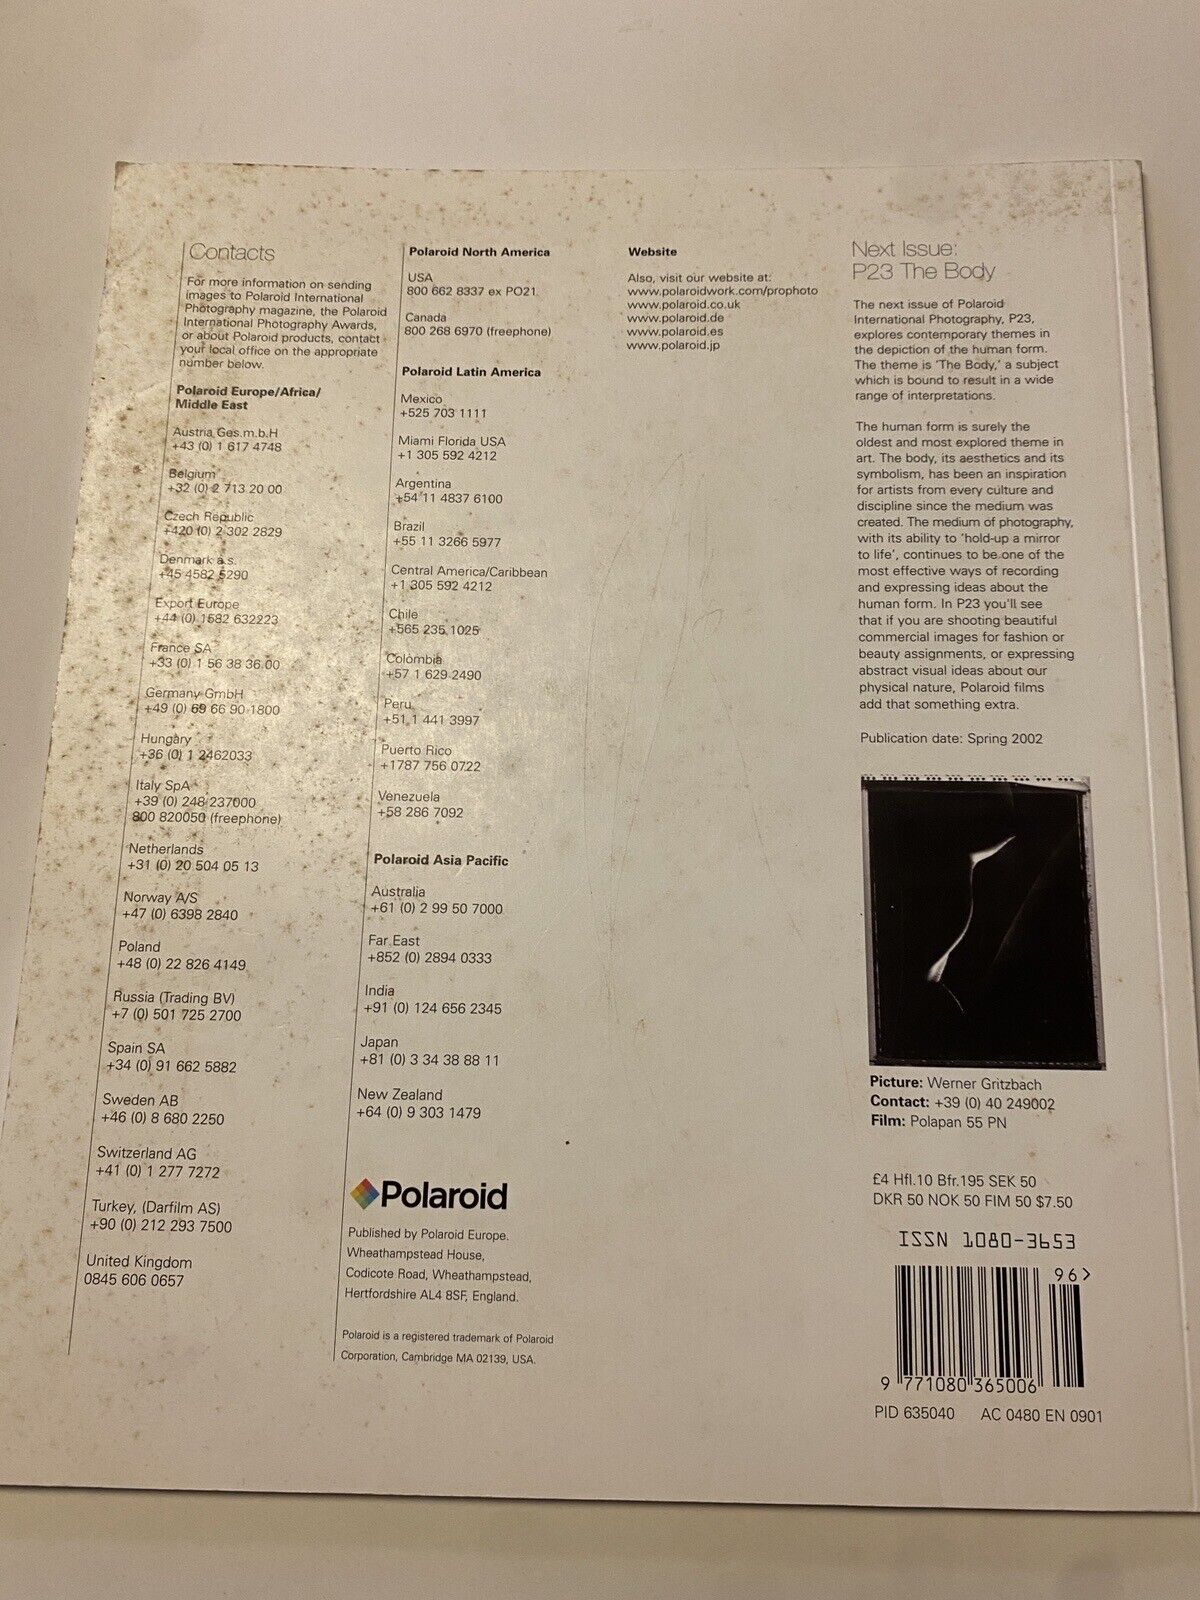 Contacts
For more information on sending
images to Polaroid International
Photography magazine, the Polaroid
International Photography Awards,
or about Polaroid products, contact
your local office on the appropriate
number below.
Polaroid Europe/Africa/
Middle East
Austria Ges.m.b.H
+43 (0) 1 617 4748
Belgium
+32 (0) 2 713 20 00
Czech Republic
+420 (0) 2 302 2829
Denmark a.s.
+45 4582 5290
Export Europe
+44 (0) 1582 632223
France SA
+33 (0) 1 56 38 36 00
Germany GmbH
+49 (0) 69 66 90 1800
Hungary
+36 (0) 1 2462033
Italy SpA
+39 (0) 248 237000
800 820050 (freephone)
Netherlands
+31 (0) 20 504 05 13
Norway A/S
+47 (0) 6398 2840
Poland
+48 (0) 22 826 4149
Russia (Trading BV)
+7 (0) 501 725 2700
Spain SA
+34 (0) 91 662 5882
Sweden AB
+46 (0) 8 680 2250
Switzerland AG
+41 (0) 1 277 7272
Turkey, (Darfilm AS)
+90 (0) 212 293 7500
United Kingdom
0845 606 0657
Polaroid North America
USA
800 662 8337 ex PO21
Canada
800 268 6970 (freephone)
Polaroid Latin America
Mexico
+525 703 1111
Miami Florida USA
+1 305 592 4212
Argentina
+54 11 4837 6100
Brazil
+55 11 3266 5977
Central America/Caribbean
+1 305 592 4212
Chile
+565 235 1025
Colombia
+57 1 629 2490
Peru
+51 1 441 3997
Puerto Rico
+1787 756 0722
Venezuela
+58 286 7092
Polaroid Asia Pacific
Australia
+61 (0) 2 99 50 7000
Far East
+852 (0) 2894 0333
India
+91 (0) 124 656 2345
Japan
+81 (0) 3 34 38 88 11
New Zealand
+64 (0) 9 303 1479
Polaroid
Published by Polaroid Europe.
Wheathampstead House,
Codicote Road, Wheathampstead,
Hertfordshire AL4 8SF, England.
Polaroid is a registered trademark of Polaroid
Corporation, Cambridge MA 02139, USA.
Website
Also, visit our website at:
www.polaroidwork.com/prophoto
www.polaroid.co.uk
www.polaroid.de
www.polaroid.es
www.polaroid.jp
Next Issue:
P23 The Body
The next issue of Polaroid
International Photography, P23,
explores contemporary themes in
the depiction of the human form.
The theme is 'The Body,' a subject
which is bound to result in a wide
range of interpretations.
The human form is surely the
oldest and most explored theme in
art. The body, its aesthetics and its
symbolism, has been an inspiration
for artists from every culture and
discipline since the medium was
created. The medium of photography,
with its ability to 'hold-up a mirror
to life', continues to be one of the
most effective ways of recording
and expressing ideas about the
human form. In P23 you'll see
that if you are shooting beautiful
commercial images for fashion or
beauty assignments, or expressing
abstract visual ideas about our
physical nature, Polaroid films
add that something extra.
Publication date: Spring 2002
Picture: Werner Gritzbach
Contact: +39 (0) 40 249002
Film: Polapan 55 PN
£4 Hfl.10 Bfr.195 SEK 50
DKR 50 NOK 50 FIM 50 $7.50
ISSN 1080-3653
96>
9 771080 365006
PID 635040 AC 0480 EN 0901